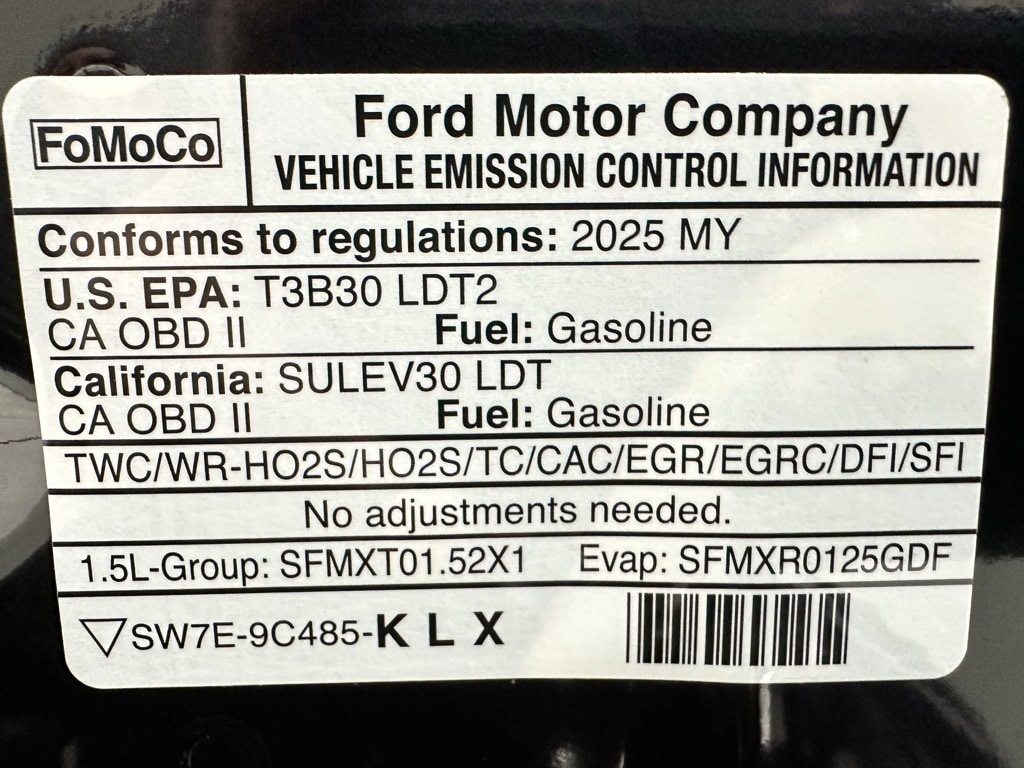 FoMoCo
Ford Motor Company
VEHICLE EMISSION CONTROL INFORMATION
Conforms to regulations: 2025 MY
U.S. EPA: T3B30 LDT2
CA OBD II Fuel: Gasoline
California: SULEV30 LDT
CA OBD II Fuel: Gasoline
TWC/WR-HO2S/HO2S/TC/CAC/EGR/EGRC/DFI/SFI
No adjustments needed.
1.5L-Group: SFMXT01.52X1 Evap: SFMXR0125GDF
SW7E-9C485-K L X